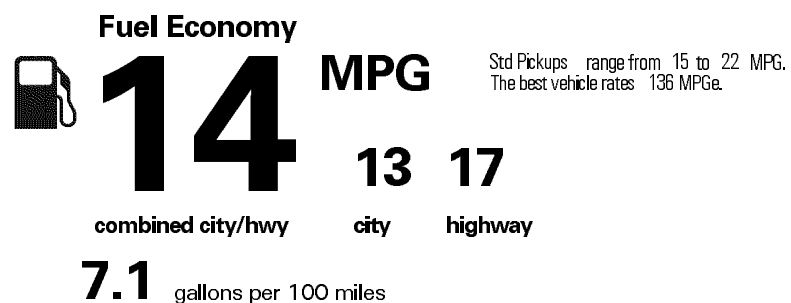 Fuel Economy
14 MPG
Std Pickups range from 15 to 22 MPG.
The best vehicle rates 136 MPGe.
13 17
combined city/hwy city highway
7.1 gallons per 100 miles